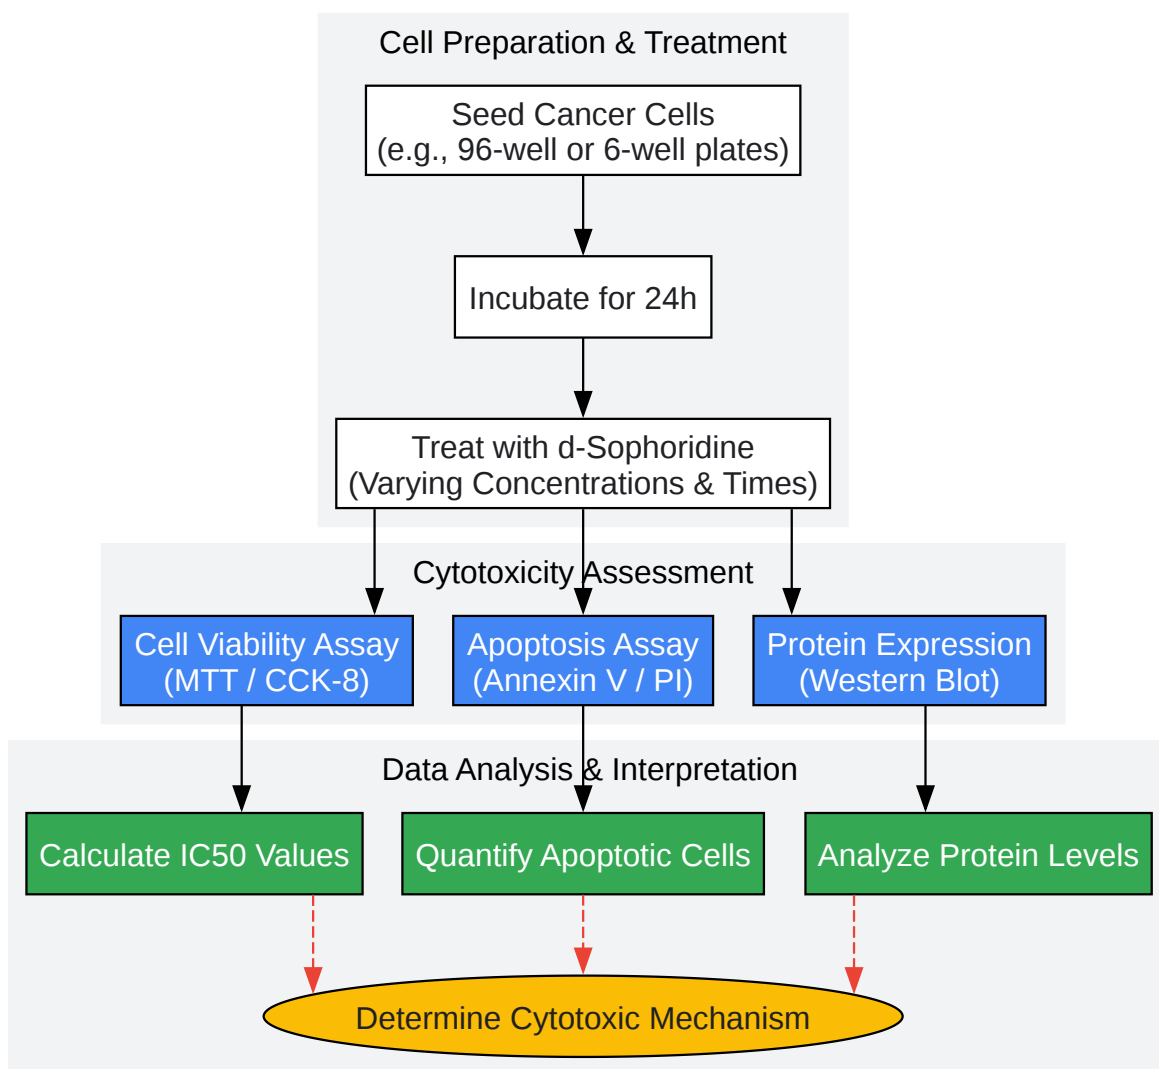 Cell Preparation & Treatment
Seed Cancer Cells
(e.g., 96-well or 6-well plates)
Incubate for 24h
Treat with d-Sophoridine
(Varying Concentrations & Times)
Cytotoxicity Assessment
Cell Viability Assay
(MTT / CCK-8)
Apoptosis Assay
(Annexin V / PI)
Protein Expression
(Western Blot)
Data Analysis & Interpretation
Calculate IC50 Values
Quantify Apoptotic Cells
Analyze Protein Levels
Determine Cytotoxic Mechanism